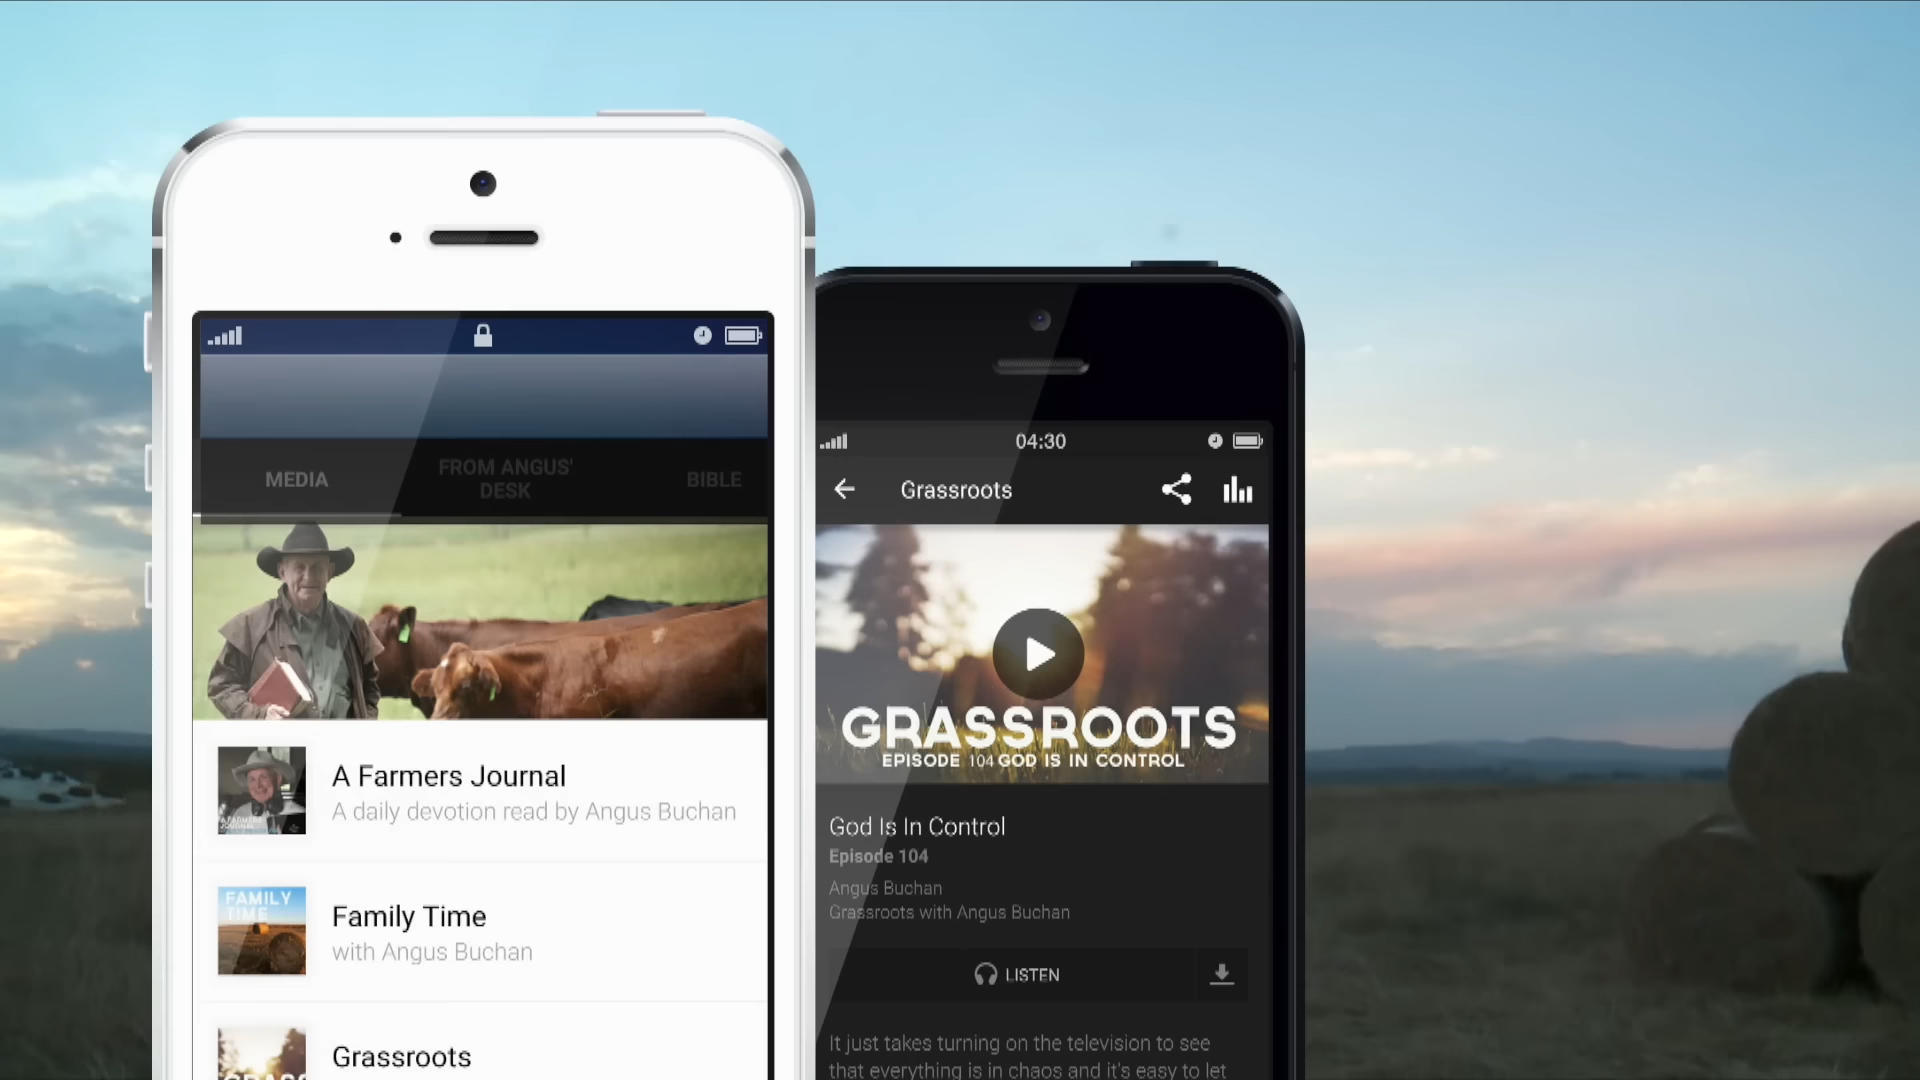 MEDIA
FROM ANGUS'
DESK
BIBLE
A Farmers Journal
A daily devotion read by Angus Buchan
FAMILY
TIME
Family Time
with Angus Buchan
Grassroots
04:30
Grassroots
GRASSROOTS
EPISODE 104 GOD IS IN CONTROL
God Is In Control
Episode 104
Angus Buchan
Grassroots with Angus Buchan
LISTEN
It just takes turning on the television to see
that everything is in chaos and it's easy to let